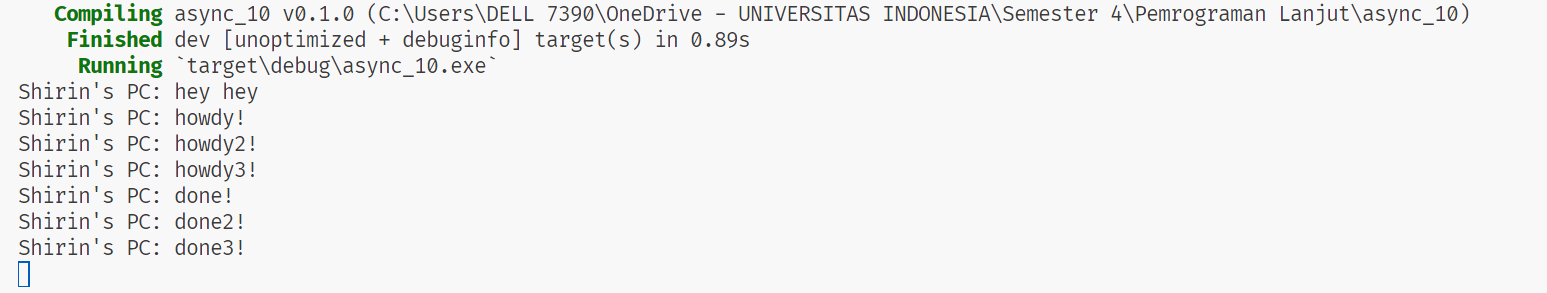 Compiling async_10 v0.1.0 (C:\Users\DELL 7390\OneDrive - UNIVERSITAS INDONESIA\Semester 4\Pemrograman Lanjut\async_10)
Finished dev [unoptimized + debuginfo] target(s) in 0.89s
Running `target\debug\async_10.exe`
Shirin's PC: hey hey
Shirin's PC: howdy!
Shirin's PC: howdy2!
Shirin's PC: howdy3!
Shirin's PC: done!
Shirin's PC: done2!
Shirin's PC: done3!